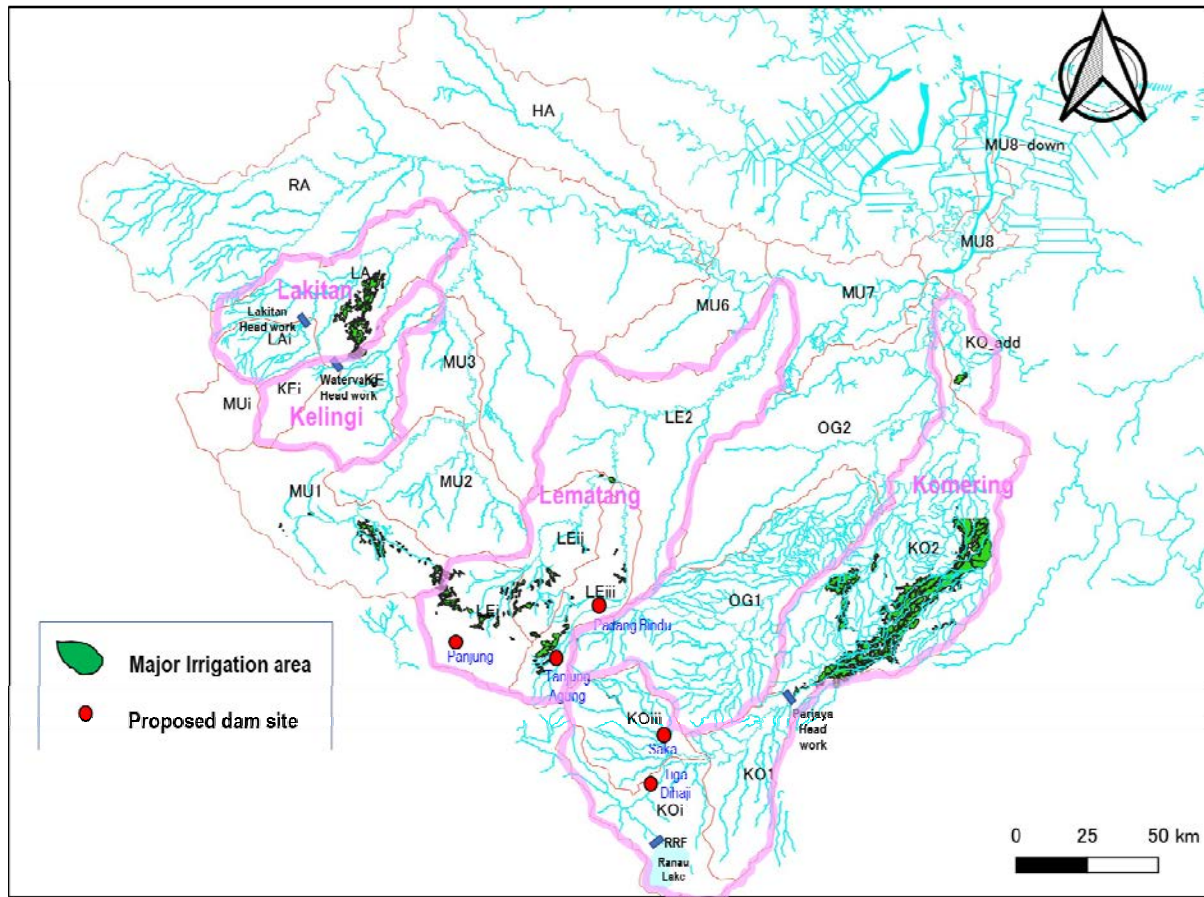 HA
MU8-down
RA
MU8
LA
Lakitan
Lakitan
Head work
LAi
MU6
MU7
KO_add
MU3
Head work
KFi
MUi
Kelingi
LE2
OG2
MU1
MU2
Lematang
Komering
LEii
KO2
LEi
LEiii
OG1
Padang Bindu
Panjung
Tanjung
Agung
Major Irrigation area
Proposed dam site
KOiii
Saka
Perjaya
Head
work
KO1
Tiga
Dihaji
KOi
RRF
Ranau
Lake
0 25 50 km